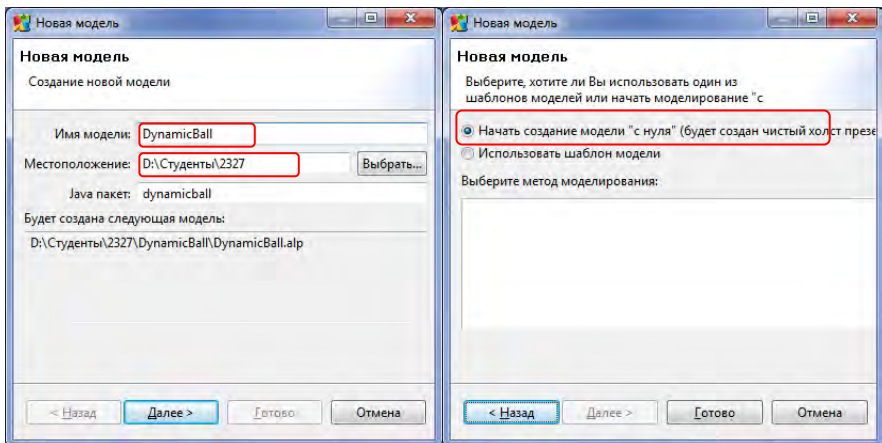 Новая модель
Новая модель
Создание новой модели
Имя модели: DynamicBall
Местоположение: D:\Студенты\2327 Выбрать...
Java пакет: dynamicball
Будет создана следующая модель:
D:\Студенты\2327\DynamicBall\DynamicBall.alp
< Назад Далее > Готово Отмена
Новая модель
Новая модель
Выберите, хотите ли Вы использовать один из
шаблонов моделей или начать моделирование "с
Начать создание модели "с нуля" (будет создан чистый холст презе
Использовать шаблон модели
Выберите метод моделирования:
< Назад Далее > Готово Отмена